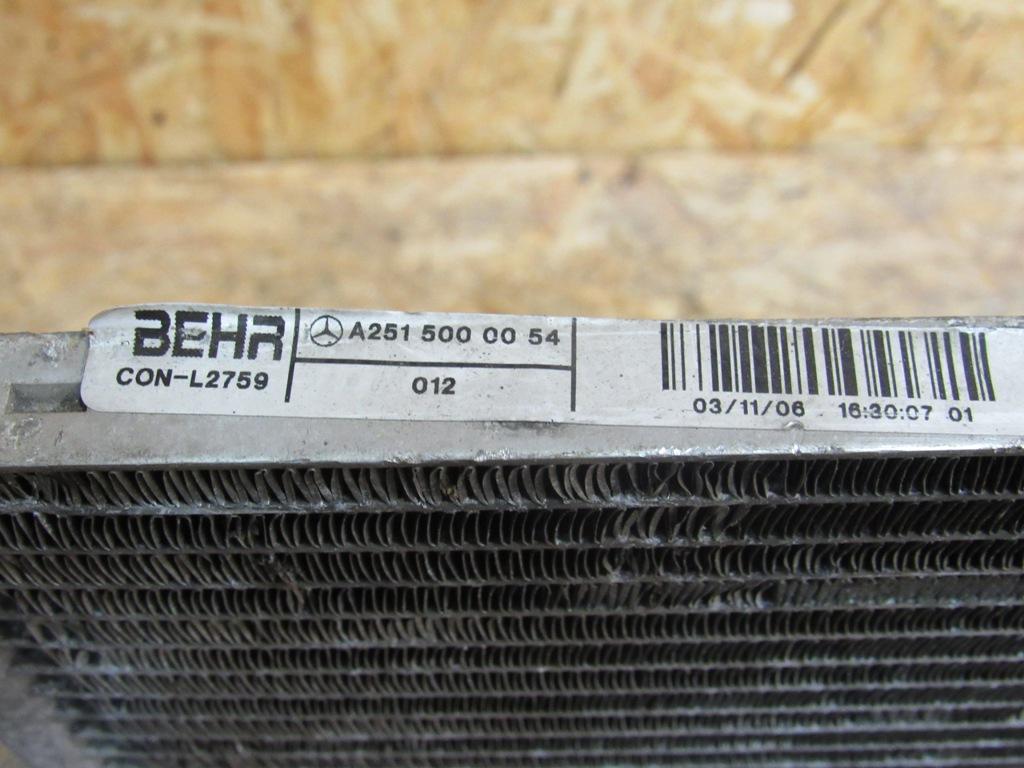 BEHR
CON-L2759
A251 500 00 54
012
03/11/06 16:30:07 01